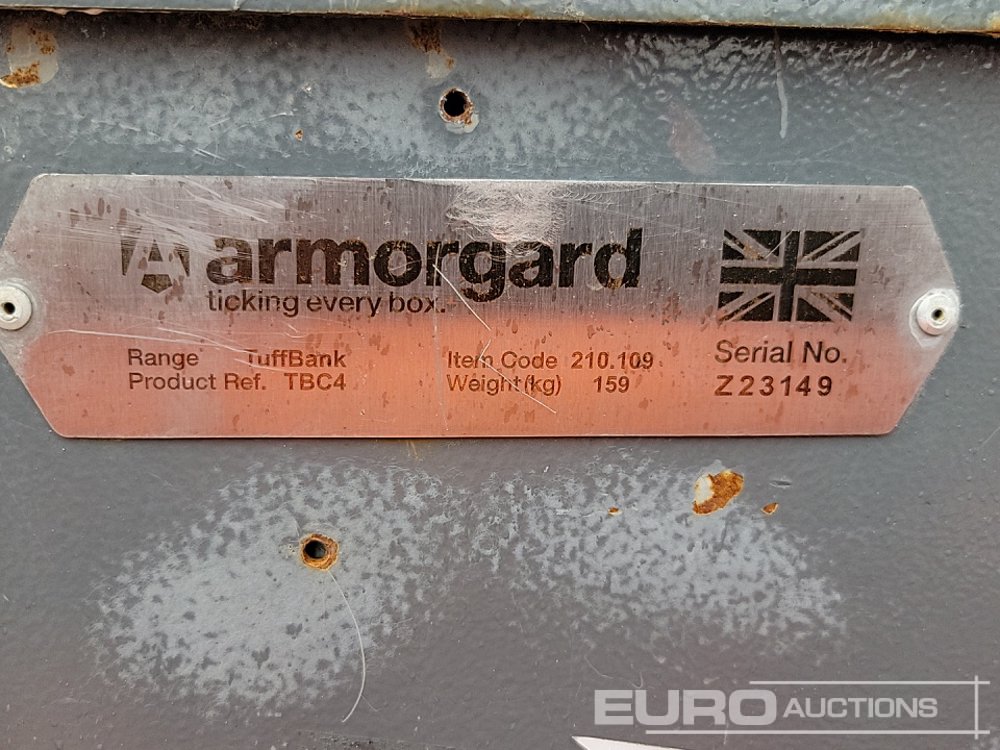 armorgard
ticking every box.
Range TuffBank
Product Ref. TBC4
Item Code 210.109
Weight(kg) 159
Serial No.
Z23149
EURO AUCTIONS